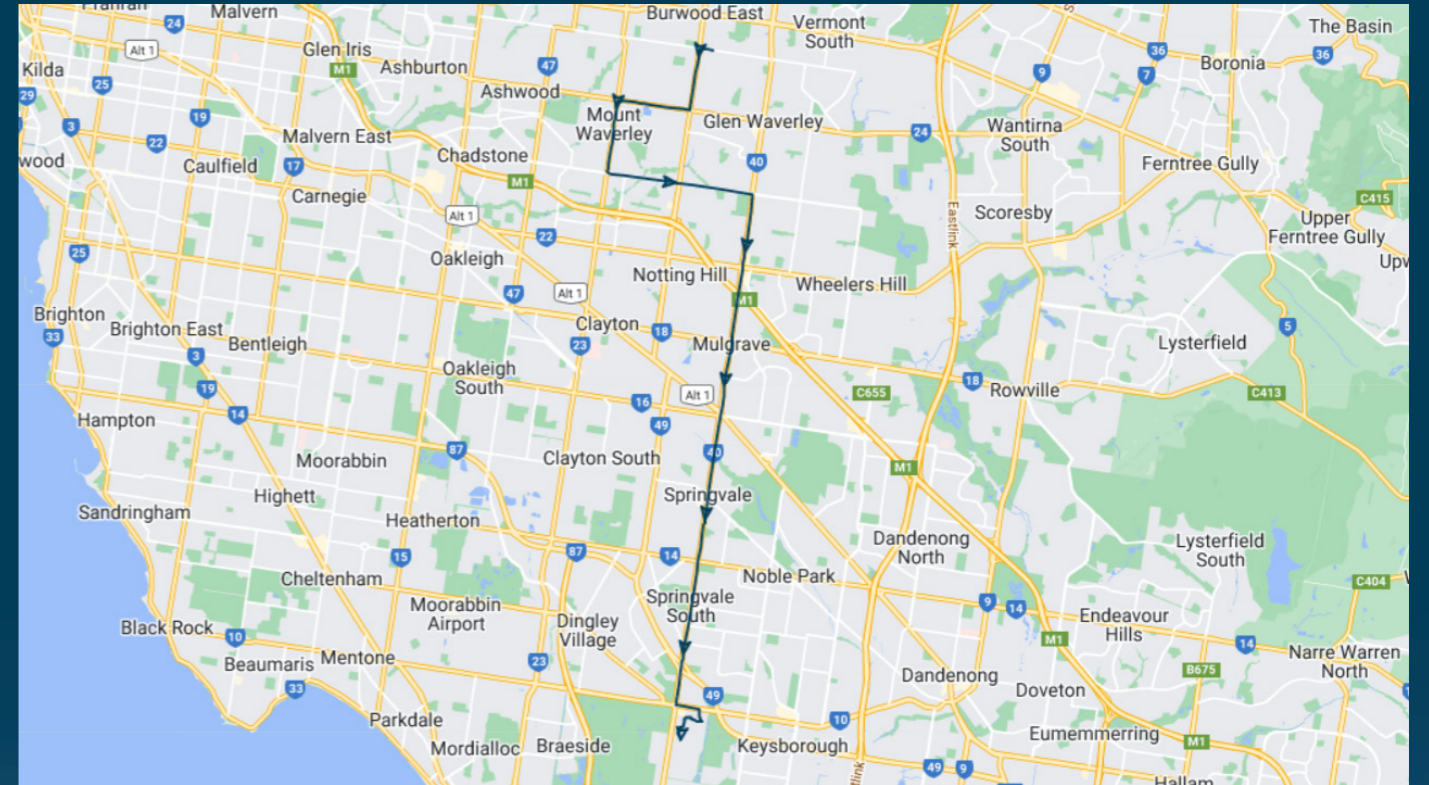 Malvern
Burwood East
24
Vermont
South
The Basin
Alt 1
Glen Iris
M1
Ashburton
47
36
36
Kilda
9
7
Boronia
25
29
Ashwood
19
3
Mount
Waverley
Glen Waverley
24
Wantirna
South
22
Malvern East
wood
Caulfield
17
Chadstone
40
Ferntree Gully
M1
Carnegie
C415
Alt 1
Eastlink
Scoresby
Upper
Ferntree Gully
22
25
Oakleigh
Notting Hill
Wheelers Hill
Upw
47
Alt 1
M1
Brighton
Brighton East
33
Clayton
18
5
Bentleigh
23
Mulgrave
Lysterfield
3
Oakleigh
South
19
18
Rowville
Alt 1
C655
C413
16
14
Hampton
49
87
40
Moorabbin
Clayton South
M1
Highett
Springvale
Sandringham
Heatherton
Dandenong
North
Lysterfield
South
15
87
14
Cheltenham
Noble Park
C404
Moorabbin
Airport
Springvale
South
9
14
Dingley
Village
Endeavour
Hills
Black Rock
10
M1
14
Beaumaris
Mentone
23
Narre Warren
North
33
Dandenong
B675
49
Doveton
Parkdale
10
Mordialloc
Braeside
Keysborough
Eumemmerring
M1
49
9
tlink
Hallam